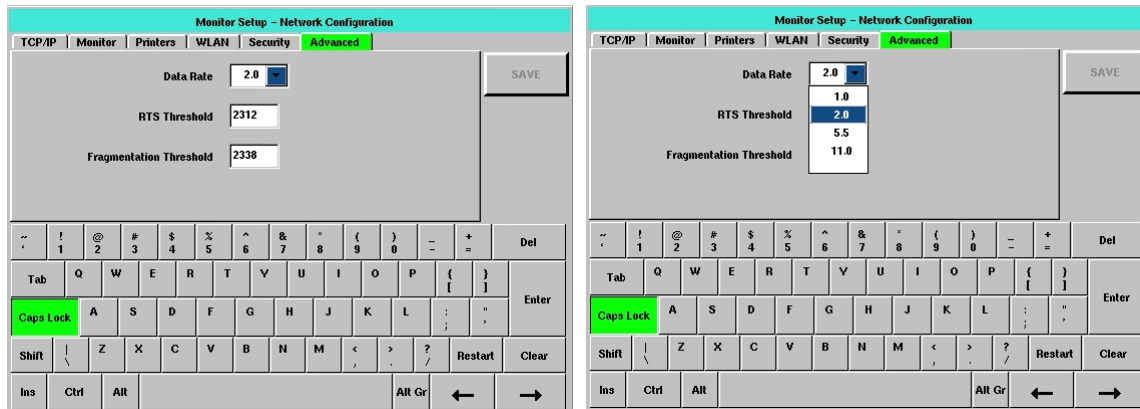 Monitor Setup – Network Configuration
TCP/IP Monitor Printers WLAN Security Advanced
Data Rate 2.0
SAVE
RTS Threshold 2312
Fragmentation Threshold 2338
~ ! @ # $ % ^ & * ( ) _ +
` 1 2 3 4 5 6 7 8 9 0 - = Del
Tab Q W E R T Y U I O P { }
[ ]
Enter
Caps Lock A S D F G H J K L : "
; '
Shift | Z X C V B N M < > ? Restart Clear
\ , . /
Ins Ctrl Alt Alt Gr ← →
Monitor Setup – Network Configuration
TCP/IP Monitor Printers WLAN Security Advanced
Data Rate 2.0
SAVE
1.0
RTS Threshold 2.0
5.5
Fragmentation Threshold 11.0
~ ! @ # $ % ^ & * ( ) _ +
` 1 2 3 4 5 6 7 8 9 0 - = Del
Tab Q W E R T Y U I O P { }
[ ]
Enter
Caps Lock A S D F G H J K L : "
; '
Shift | Z X C V B N M < > ? Restart Clear
\ , . /
Ins Ctrl Alt Alt Gr ← →